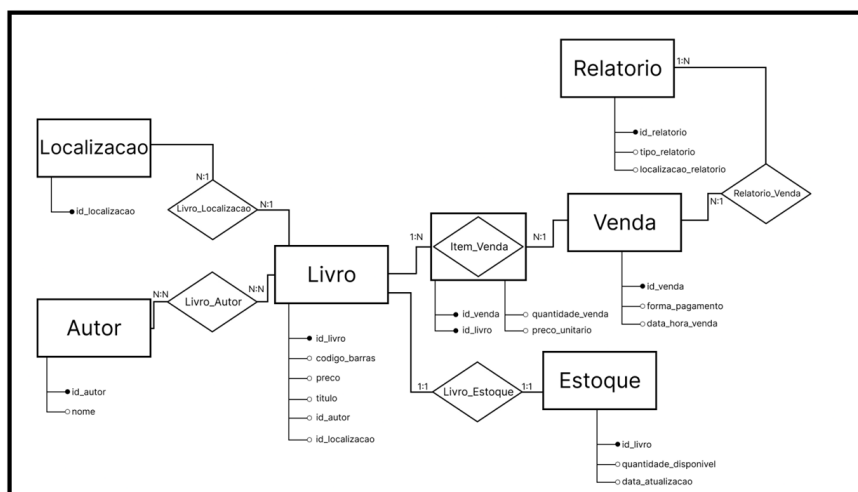 Relatorio
1:N
id_relatorio
tipo_relatorio
localizacao_relatorio
Relatorio_Venda
N:1
Localizacao
id_localizacao
N:1
Livro_Localizacao
N:1
Venda
id_venda
forma_pagamento
data_hora_venda
1:N
Item_Venda
N:1
id_venda
id_livro
quantidade_venda
preco_unitario
Livro
id_livro
codigo_barras
preco
titulo
id_autor
id_localizacao
Autor
id_autor
nome
N:N
Livro_Autor
N:N
1:1
Livro_Estoque
1:1
Estoque
id_livro
quantidade_disponivel
data_atualizacao